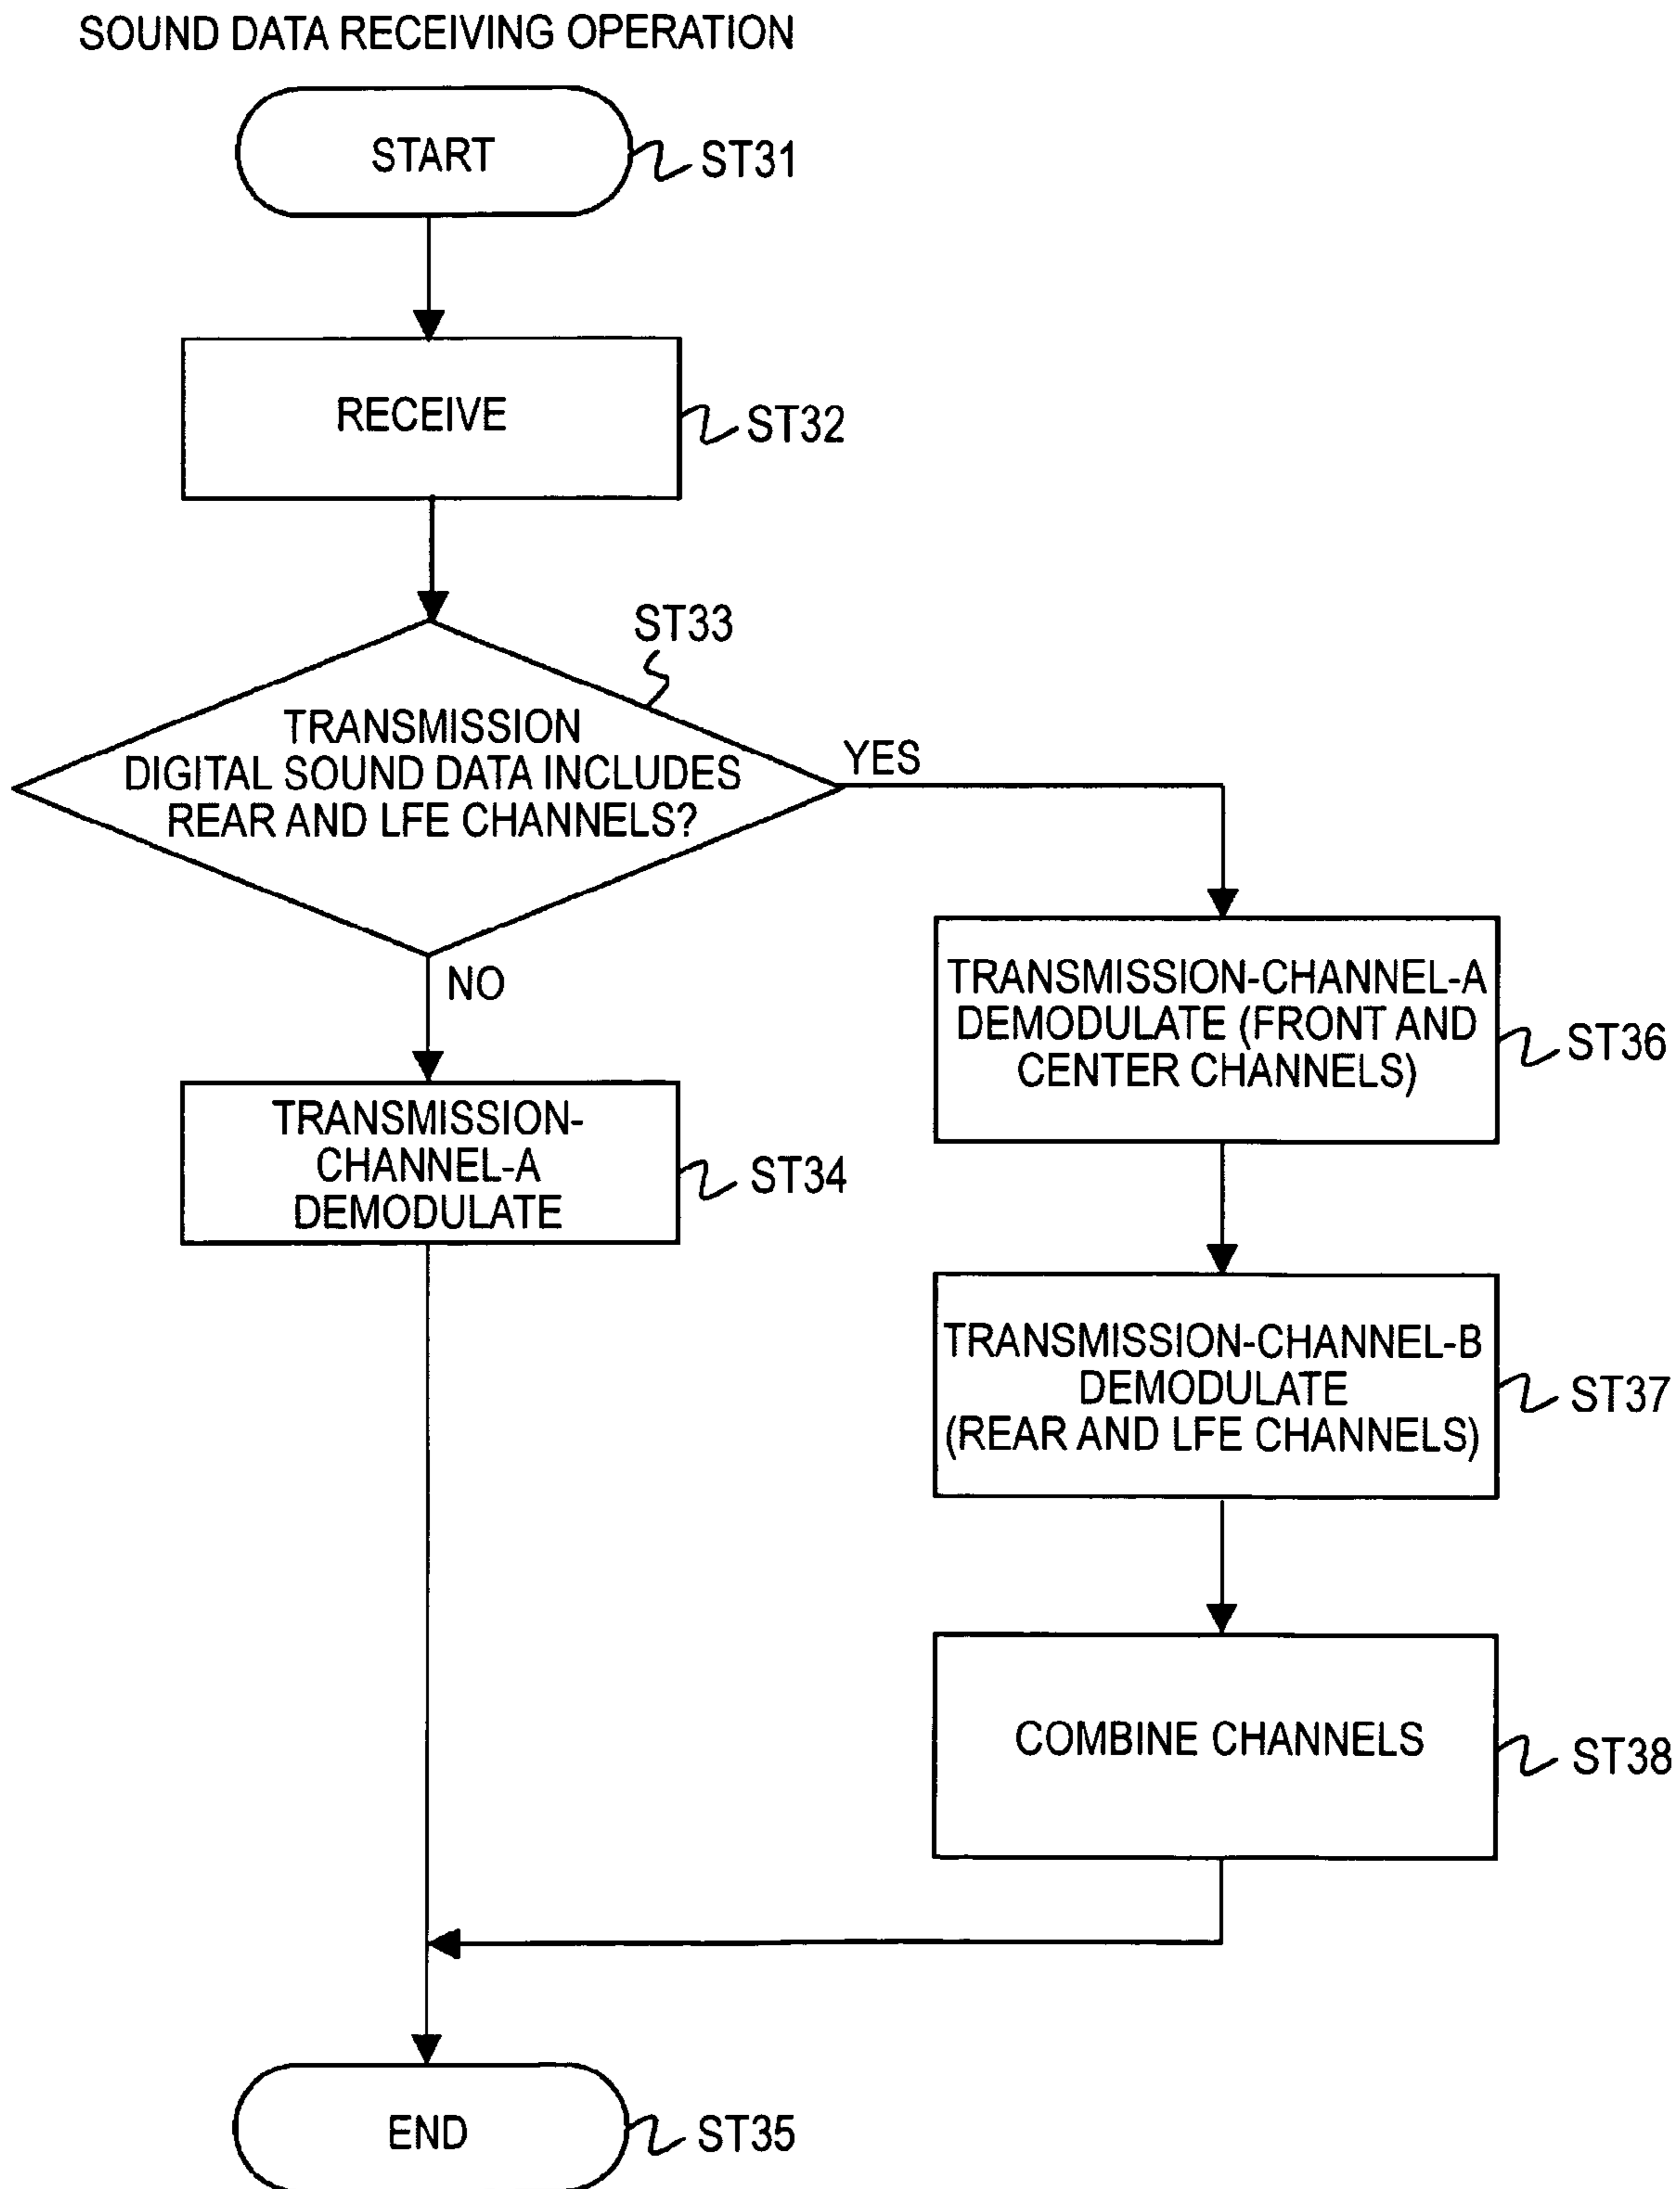 SOUND DATA RECEIVING OPERATION
START
ST31
RECEIVE
ST32
ST33
TRANSMISSION
DIGITAL SOUND DATA INCLUDES
REAR AND LFE CHANNELS?
YES
NO
TRANSMISSION-
CHANNEL-A
DEMODULATE
ST34
TRANSMISSION-CHANNEL-A
DEMODULATE (FRONT AND
CENTER CHANNELS)
ST36
TRANSMISSION-CHANNEL-B
DEMODULATE
(REAR AND LFE CHANNELS)
ST37
COMBINE CHANNELS
ST38
END
ST35